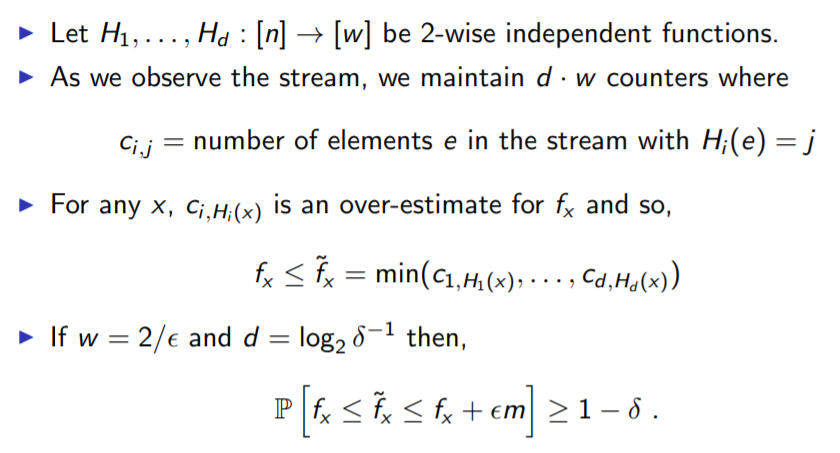 ▶ Let H₁, . . . , H_d : [n] → [w] be 2-wise independent functions.
▶ As we observe the stream, we maintain d · w counters where
c_{i,j} = number of elements e in the stream with H_i(e) = j
▶ For any x, c_{i,H_i(x)} is an over-estimate for f_x and so,
f_x ≤ f̃_x = min(c_{1,H₁(x)}, . . . , c_{d,H_d(x)})
▶ If w = 2/ϵ and d = log₂ δ⁻¹ then,
ℙ [f_x ≤ f̃_x ≤ f_x + ϵm] ≥ 1 − δ .